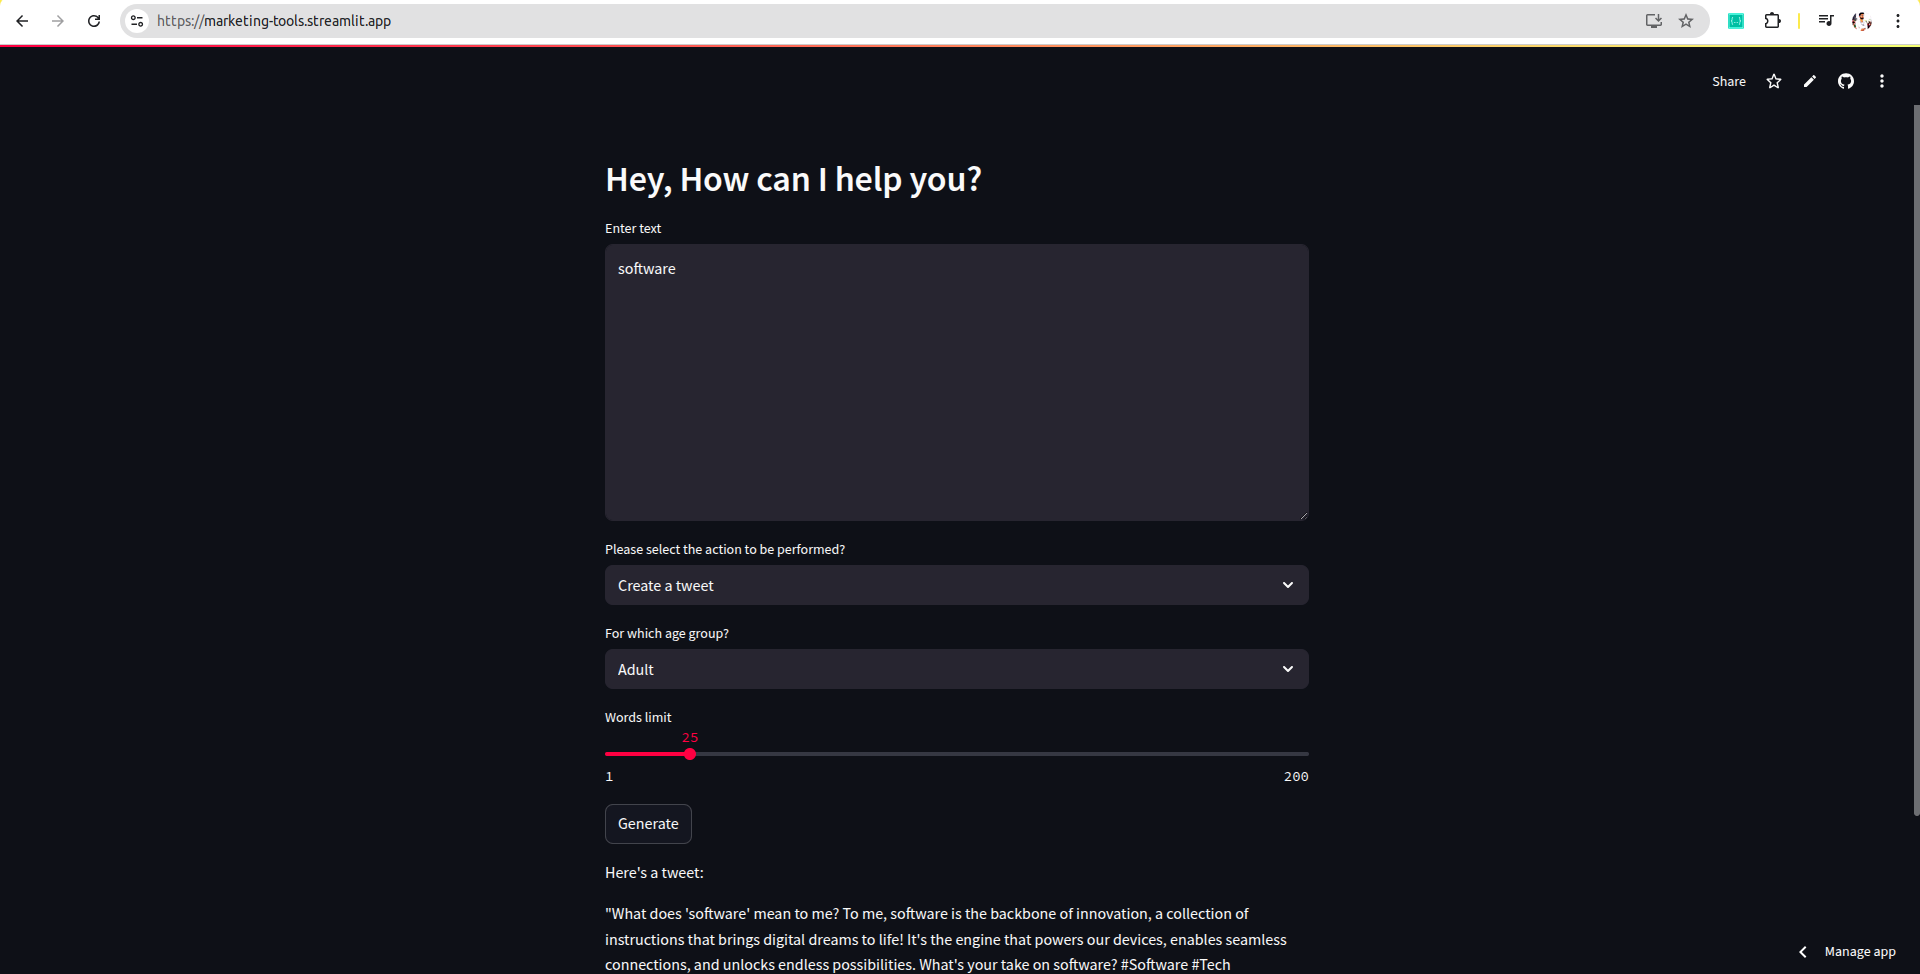 https://marketing-tools.streamlit.app
Share
Hey, How can I help you?
Enter text
software
Please select the action to be performed?
Create a tweet
For which age group?
Adult
Words limit
25
1
200
Generate
Here's a tweet:
"What does 'software' mean to me? To me, software is the backbone of innovation, a collection of
instructions that brings digital dreams to life! It's the engine that powers our devices, enables seamless
connections, and unlocks endless possibilities. What's your take on software? #Software #Tech
Manage app